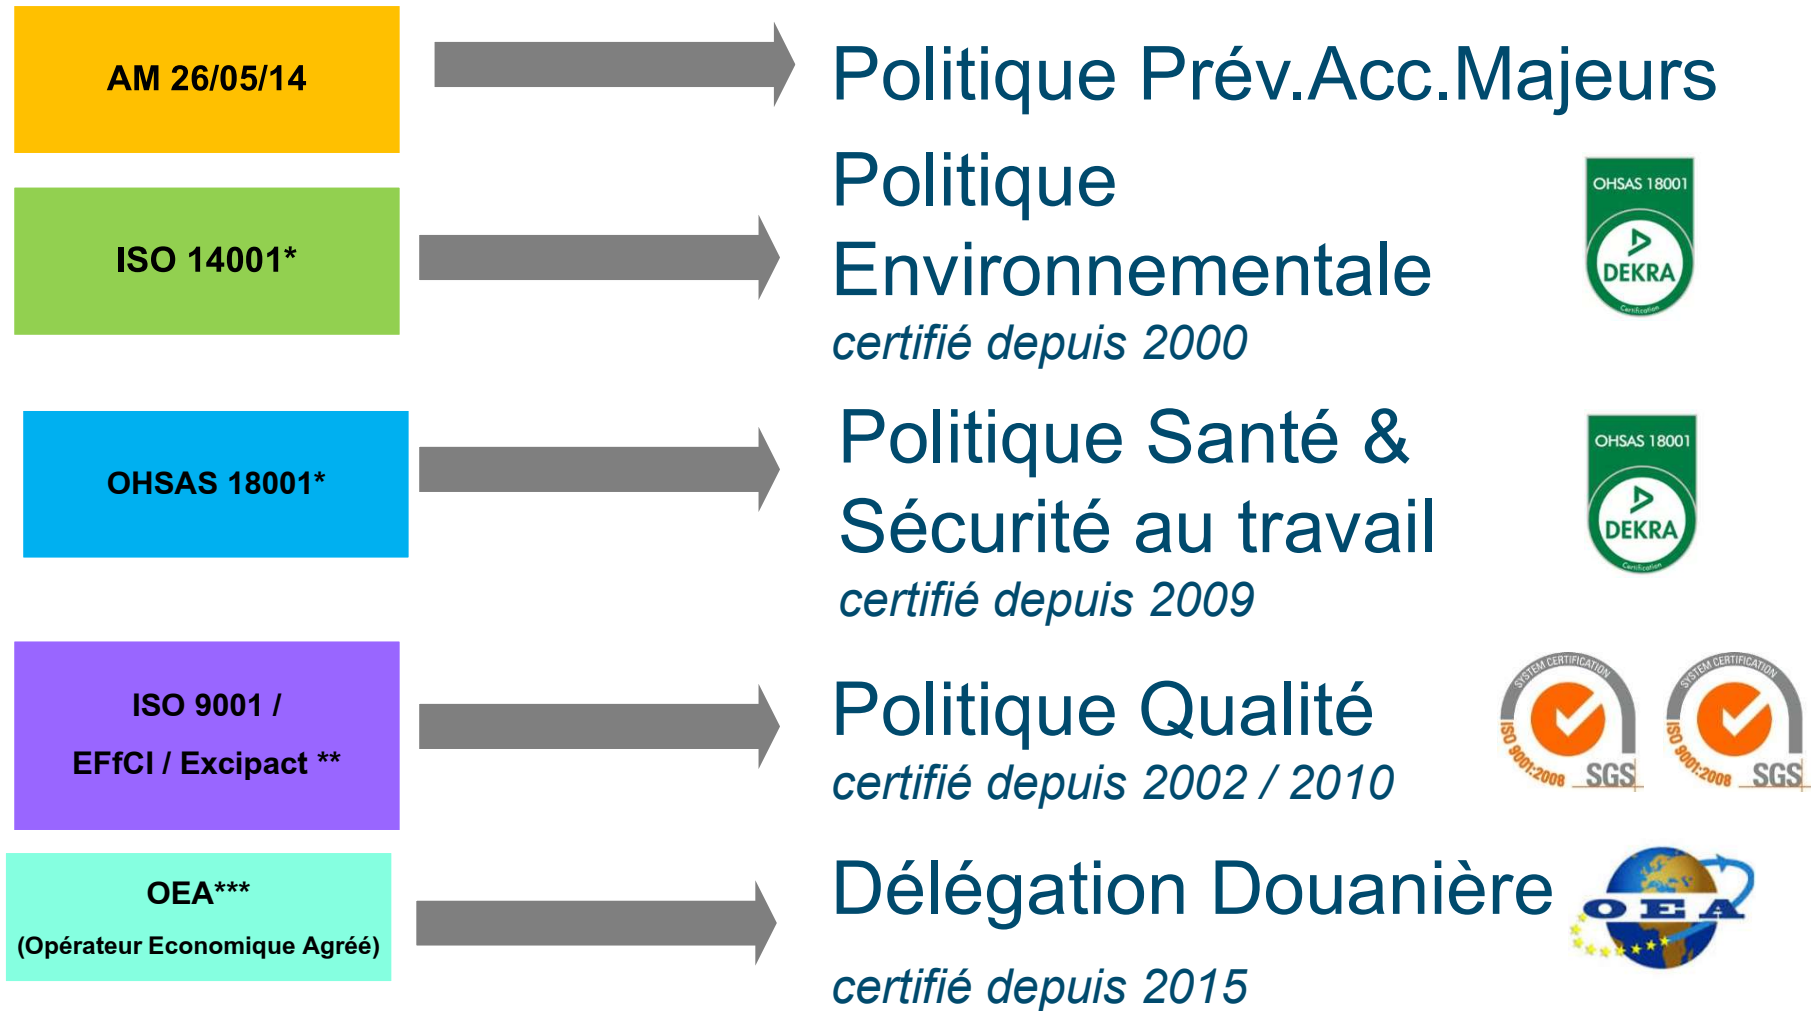 AM 26/05/14
Politique Prév.Acc.Majeurs
ISO 14001*
Politique
Environnementale
certifié depuis 2000
OHSAS 18001
DEKRA
Certification
OHSAS 18001*
Politique Santé &
Sécurité au travail
certifié depuis 2009
OHSAS 18001
DEKRA
Certification
ISO 9001 /
EFfCI / Excipact **
Politique Qualité
certifié depuis 2002 / 2010
SYSTEM CERTIFICATION
ISO 9001:2008
SGS
SYSTEM CERTIFICATION
ISO 9001:2008
SGS
OEA***
(Opérateur Economique Agréé)
Délégation Douanière
certifié depuis 2015
OEA